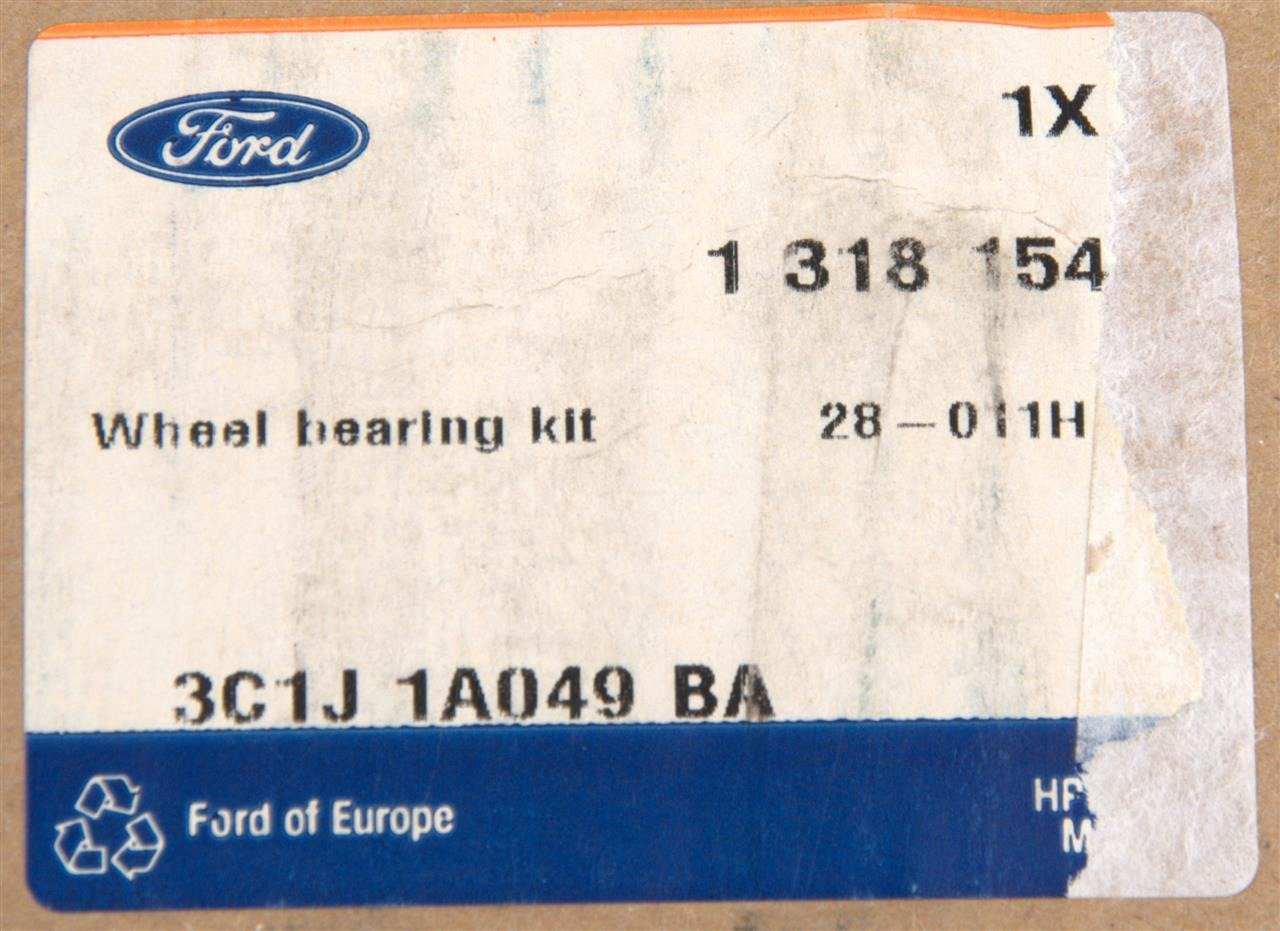 Ford
1X
1 318 154
Wheel bearing kit 28-011H
3C1J 1A049 BA
Ford of Europe